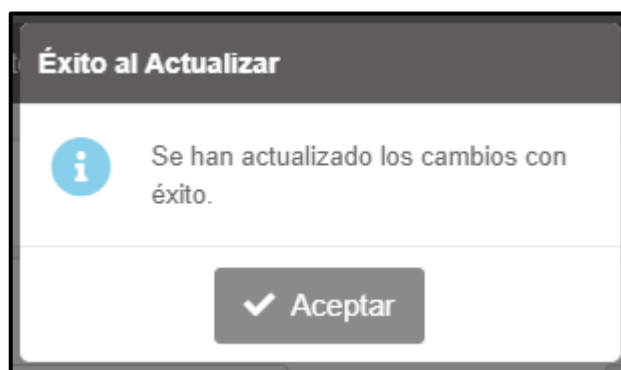 Éxito al Actualizar
Se han actualizado los cambios con
éxito.
Aceptar